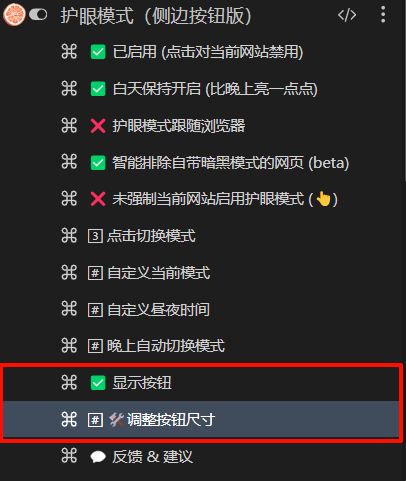 护眼模式（侧边按钮版）
⌘ ✅ 已启用 (点击对当前网站禁用)
⌘ ✅ 白天保持开启 (比晚上亮一点点)
⌘ ❌ 护眼模式跟随浏览器
⌘ ✅ 智能排除自带暗黑模式的网页 (beta)
⌘ ❌ 未强制当前网站启用护眼模式 (👆)
⌘ 3 点击切换模式
⌘ # 自定义当前模式
⌘ # 自定义昼夜时间
⌘ # 晚上自动切换模式
⌘ ✅ 显示按钮
⌘ # 🛠 调整按钮尺寸
⌘ 💬 反馈 & 建议